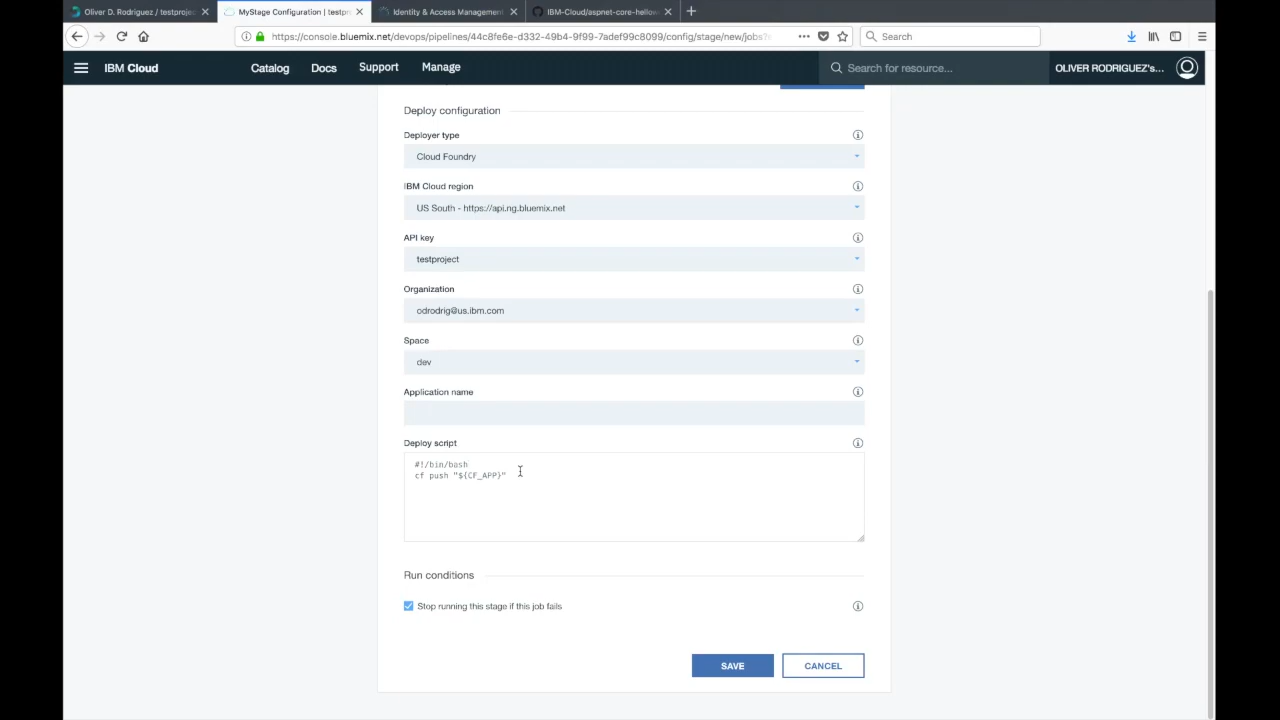 Oliver D. Rodriguez / testproje
MyStage Configuration | testpr
Identity & Access Management
IBM-Cloud/aspnet-core-hellow
https://console.bluemix.net/devops/pipelines/44c8fe6e-d332-49b4-9f99-7adef99c8099/config/stage/new/jobs?
Search
IBM Cloud
Catalog
Docs
Support
Manage
Search for resource...
OLIVER RODRIGUEZ's...
Deploy configuration
Deployer type
Cloud Foundry
IBM Cloud region
US South - https://api.ng.bluemix.net
API key
testproject
Organization
odrodrig@us.ibm.com
Space
dev
Application name
Deploy script
#!/bin/bash
cf push "${CF_APP}"
Run conditions
Stop running this stage if this job fails
SAVE
CANCEL